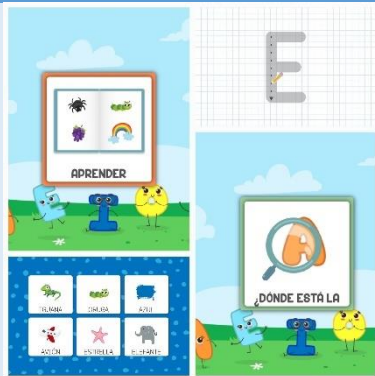 E
APRENDER
E I O
A
¿DÓNDE ESTÁ LA
IGUANA ORUGA AZUL
AVIÓN ESTRELLA ELEFANTE
A E I O